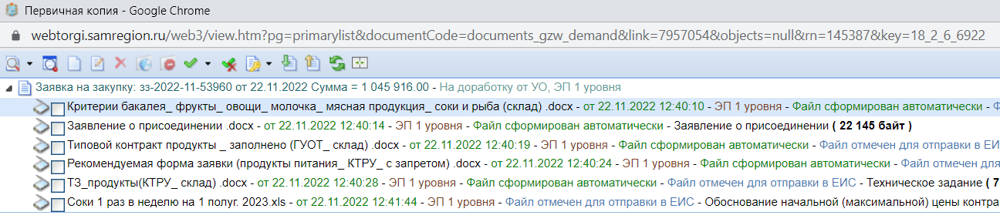 Первичная копия - Google Chrome
webtorgi.samregion.ru/web3/view.htm?pg=primarylist&documentCode=documents_gzw_demand&link=7957054&objects=null&rn=145387&key=18_2_6_6922
Заявка на закупку: зз-2022-11-53960 от 22.11.2022 Сумма = 1 045 916.00 - На доработку от УО, ЭП 1 уровня
Критерии бакалея_ фрукты_ овощи_ молочка_ мясная продукция_ соки и рыба (склад) .docx - от 22.11.2022 12:40:10 - ЭП 1 уровня - Файл сформирован автоматически - Ф
Заявление о присоединении .docx - от 22.11.2022 12:40:14 - ЭП 1 уровня - Файл сформирован автоматически - Заявление о присоединении ( 22 145 байт )
Типовой контракт продукты _ заполнено (ГУОТ_ склад) .docx - от 22.11.2022 12:40:19 - ЭП 1 уровня - Файл сформирован автоматически - Файл отмечен для отправки в ЕИ
Рекомендуемая форма заявки (продукты питания_ КТРУ_ с запретом) .docx - от 22.11.2022 12:40:24 - ЭП 1 уровня - Файл сформирован автоматически - Файл отмечен для
ТЗ_продукты(КТРУ_ склад) .docx - от 22.11.2022 12:40:28 - ЭП 1 уровня - Файл сформирован автоматически - Файл отмечен для отправки в ЕИС - Техническое задание ( 7
Соки 1 раз в неделю на 1 полуг. 2023.xls - от 22.11.2022 12:41:44 - ЭП 1 уровня - Файл отмечен для отправки в ЕИС - Обоснование начальной (максимальной) цены контра